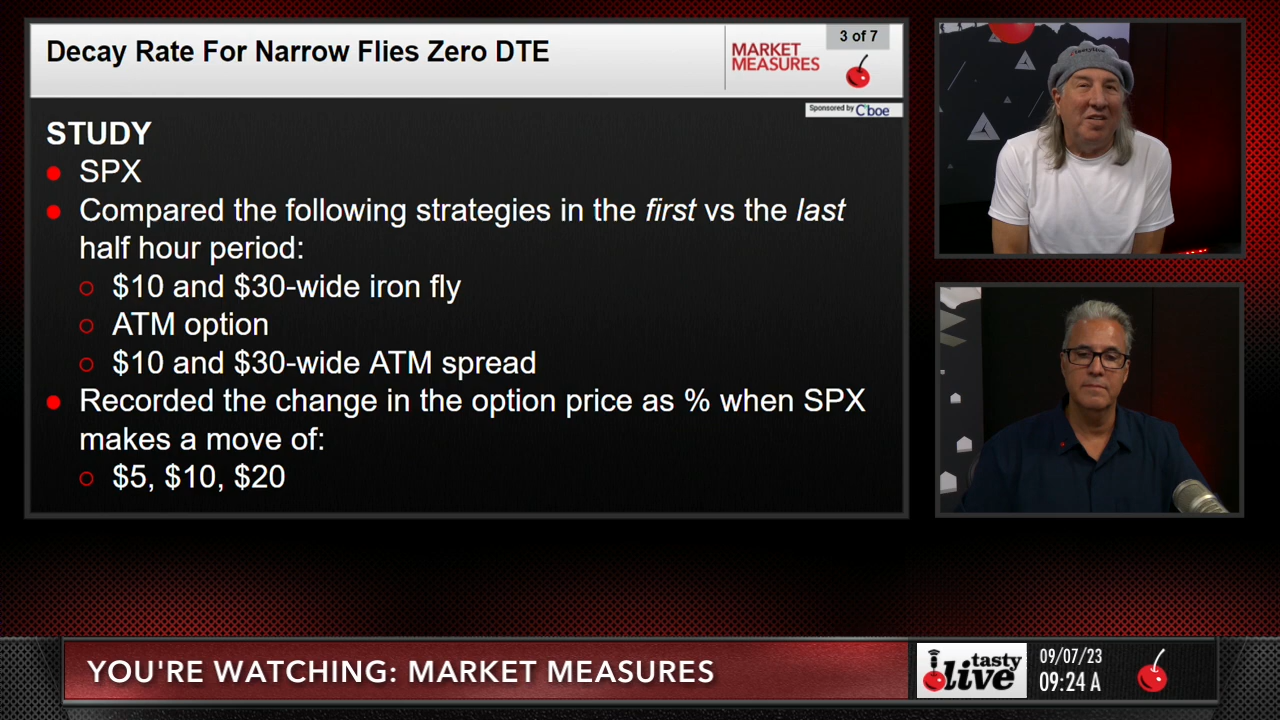 Decay Rate For Narrow Flies Zero DTE
MARKET
MEASURES
3 of 7
Sponsored by Cboe
STUDY
SPX
Compared the following strategies in the first vs the last
half hour period:
$10 and $30-wide iron fly
ATM option
$10 and $30-wide ATM spread
Recorded the change in the option price as % when SPX
makes a move of:
$5, $10, $20
YOU'RE WATCHING: MARKET MEASURES
tasty
live
09/07/23
09:24 A